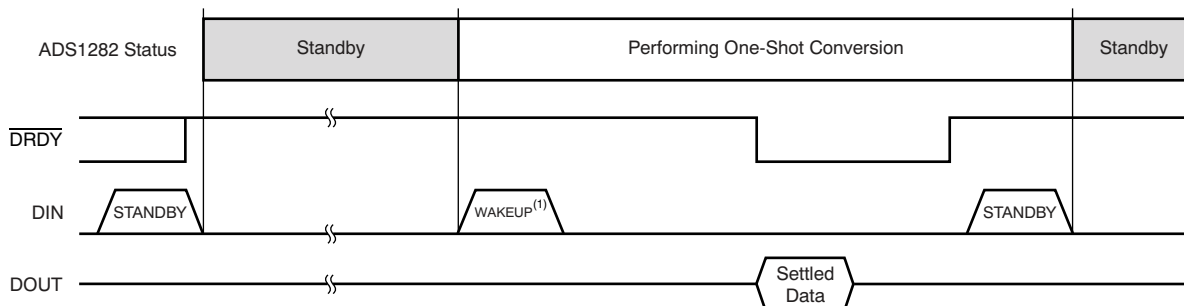 ADS1282 Status
Standby
Performing One-Shot Conversion
Standby
DRDY
DIN
STANDBY
WAKEUP(1)
STANDBY
DOUT
Settled
Data